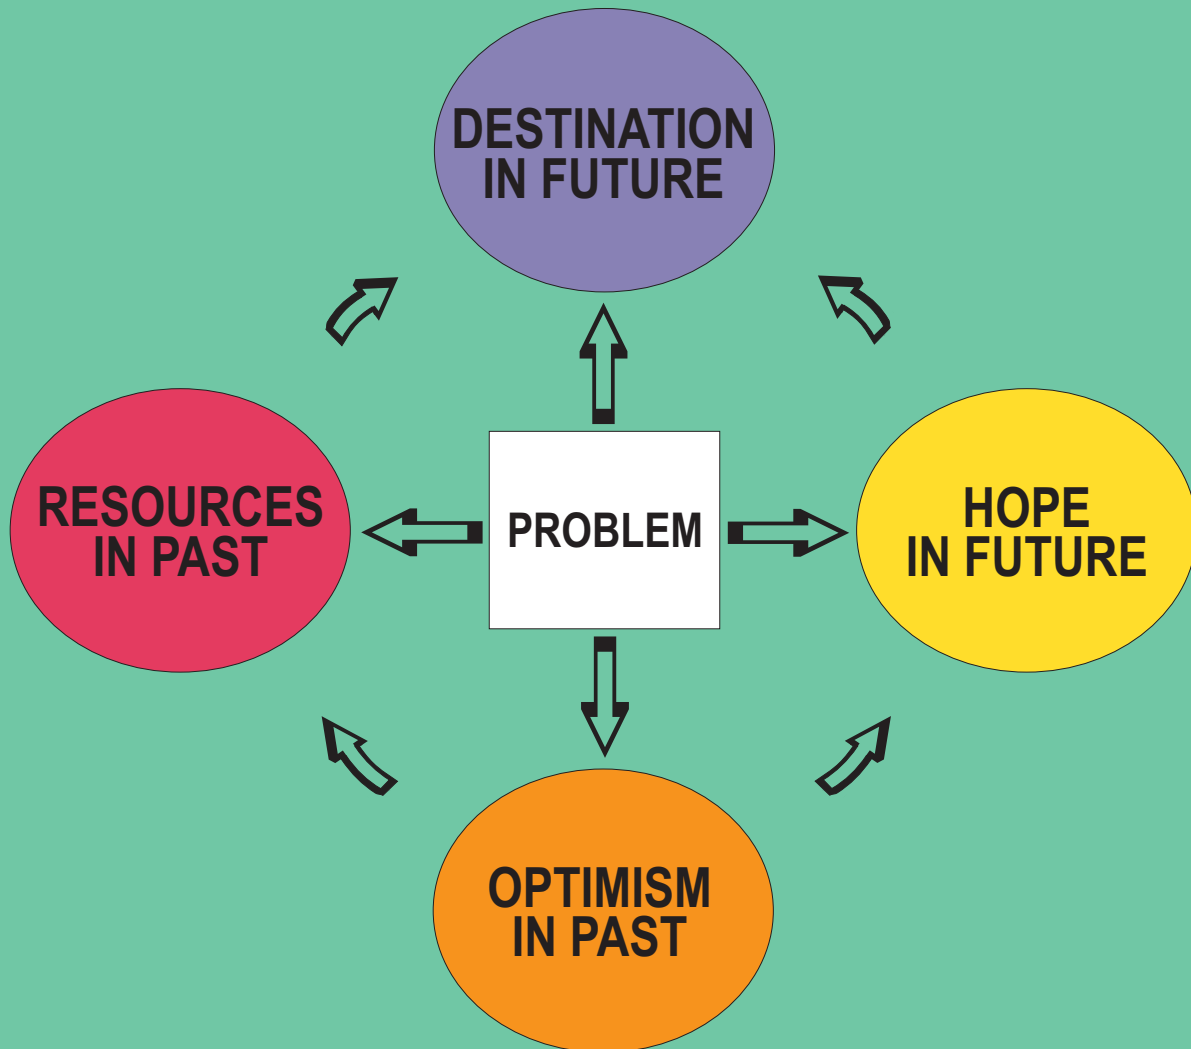 DESTINATION
IN FUTURE
RESOURCES
IN PAST
PROBLEM
HOPE
IN FUTURE
OPTIMISM
IN PAST